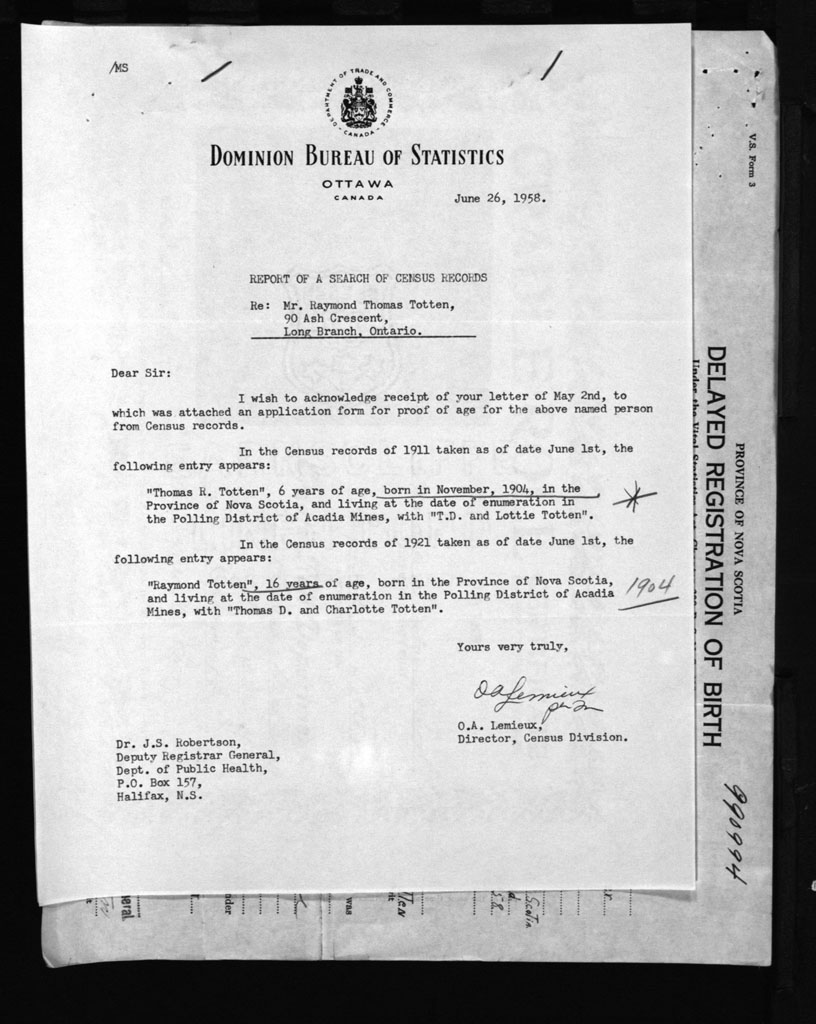 /MS
DEPARTMENT OF TRADE AND COMMERCE
CANADA
DOMINION BUREAU OF STATISTICS
OTTAWA
CANADA
June 26, 1958.
REPORT OF A SEARCH OF CENSUS RECORDS
Re: Mr. Raymond Thomas Totten,
90 Ash Crescent,
Long Branch, Ontario.
Dear Sir:
I wish to acknowledge receipt of your letter of May 2nd, to
which was attached an application form for proof of age for the above named person
from Census records.
In the Census records of 1911 taken as of date June 1st, the
following entry appears:
"Thomas R. Totten", 6 years of age, born in November, 1904, in the
Province of Nova Scotia, and living at the date of enumeration in
the Polling District of Acadia Mines, with "T.D. and Lottie Totten".
In the Census records of 1921 taken as of date June 1st, the
following entry appears:
"Raymond Totten", 16 years of age, born in the Province of Nova Scotia,
and living at the date of enumeration in the Polling District of Acadia
Mines, with "Thomas D. and Charlotte Totten".
1904
Yours very truly,
O A Lemieux
O.A. Lemieux,
Director, Census Division.
Dr. J.S. Robertson,
Deputy Registrar General,
Dept. of Public Health,
P.O. Box 157,
Halifax, N.S.
V.S. Form 3
PROVINCE OF NOVA SCOTIA
DELAYED REGISTRATION OF BIRTH
990994
was
Scotia